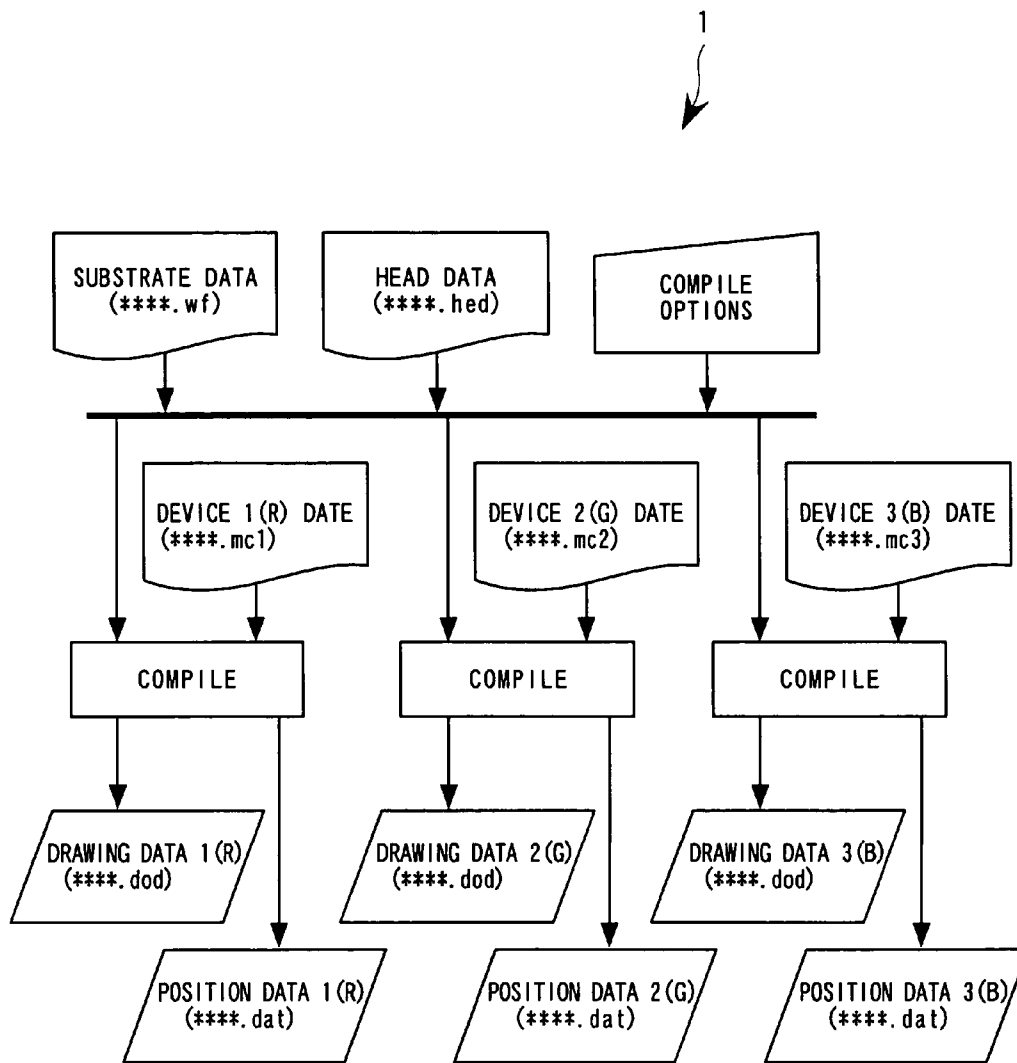 1
SUBSTRATE DATA
(****.wf)
HEAD DATA
(****.hed)
COMPILE
OPTIONS
DEVICE 1(R) DATE
(****.mc1)
DEVICE 2(G) DATE
(****.mc2)
DEVICE 3(B) DATE
(****.mc3)
COMPILE
COMPILE
COMPILE
DRAWING DATA 1(R)
(****.dod)
DRAWING DATA 2(G)
(****.dod)
DRAWING DATA 3(B)
(****.dod)
POSITION DATA 1(R)
(****.dat)
POSITION DATA 2(G)
(****.dat)
POSITION DATA 3(B)
(****.dat)